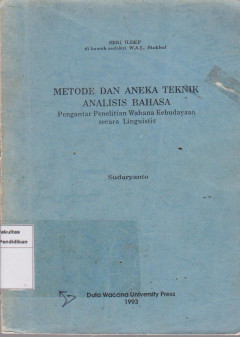 SERI ILDEP
di bawah redaksi W.A.L. Stokhof
METODE DAN ANEKA TEKNIK
ANALISIS BAHASA
Pengantar Penelitian Wahana Kebudayaan
secara Linguistis
Sudaryanto
Fakultas
Pendidikan
Duta Wacana University Press
1993